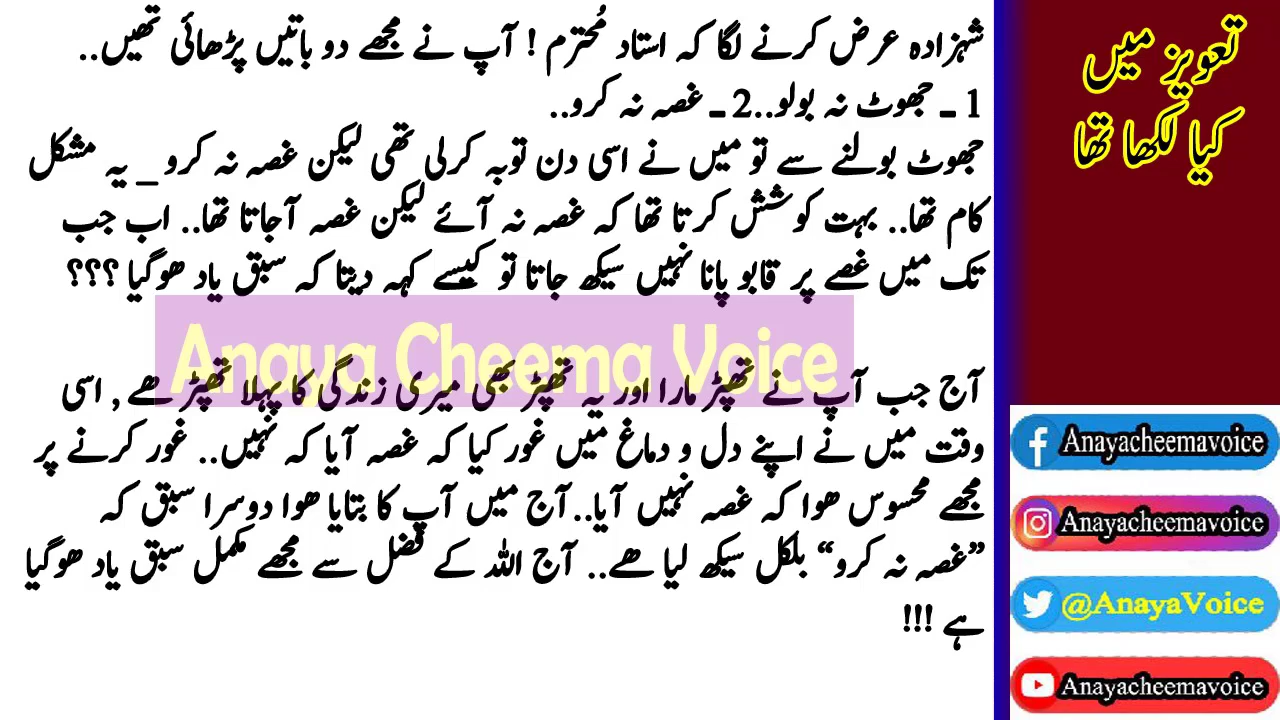 شہزادہ عرض کرنے لگا کہ استاد مُحترم ! آپ نے مجھے دو باتیں پڑھائی تھیں..
1 ـ جھوٹ نہ بولو..2 ـ غصہ نہ کرو..
جھوٹ بولنے سے تو میں نے اسی دن توبہ کرلی تھی لیکن غصہ نہ کرو _ یہ مشکل
کام تھا.. بہت کوشش کرتا تھا کہ غصہ نہ آئے لیکن غصہ آجاتا تھا.. اب جب
تک میں غصے پر قابو پانا نہیں سیکھ جاتا تو کیسے کہہ دیتا کہ سبق یاد ھوگیا ؟؟؟
Anaya Cheema Voice
آج جب آپ نے تھپڑ مارا اور یہ تھپڑ بھی میری زندگی کا پہلا تھپڑ ھے , اسی
وقت میں نے اپنے دل و دماغ میں غور کیا کہ غصہ آیا کہ نہیں.. غور کرنے پر
مجھے محسوس ھوا کہ غصہ نہیں آیا..آج میں آپ کا بتایا ھوا دوسرا سبق کہ
”غصہ نہ کرو“ بلکل سیکھ لیا ھے.. آج اللہ کے فضل سے مجھے مکمل سبق یاد ھوگیا
ہے !!!
تعویز میں
کیا لکھا تھا
Anayacheemavoice
Anayacheemavoice
@AnayaVoice
Anayacheemavoice